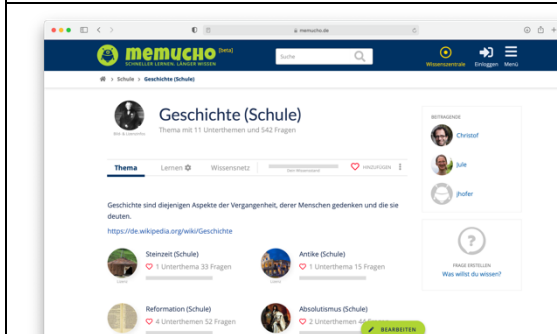 memucho.de
memucho [beta]
SCHNELLER LERNEN. LÄNGER WISSEN
Suche
Wissenszentrale
Einloggen
Menü
Schule > Geschichte (Schule)
Geschichte (Schule)
Thema mit 11 Unterthemen und 542 Fragen
Thema
Lernen
Wissensnetz
HINZUFÜGEN
BEITRAGENDE
Christof
Jule
jhofer
Geschichte sind diejenigen Aspekte der Vergangenheit, derer Menschen gedenken und die sie
deuten.
https://de.wikipedia.org/wiki/Geschichte
Steinzeit (Schule)
1 Unterthema 33 Fragen
Antike (Schule)
1 Unterthema 15 Fragen
?
FRAGE ERSTELLEN
Was willst du wissen?
Reformation (Schule)
4 Unterthemen 52 Fragen
Absolutismus (Schule)
2 Unterthemen 44
BEARBEITEN